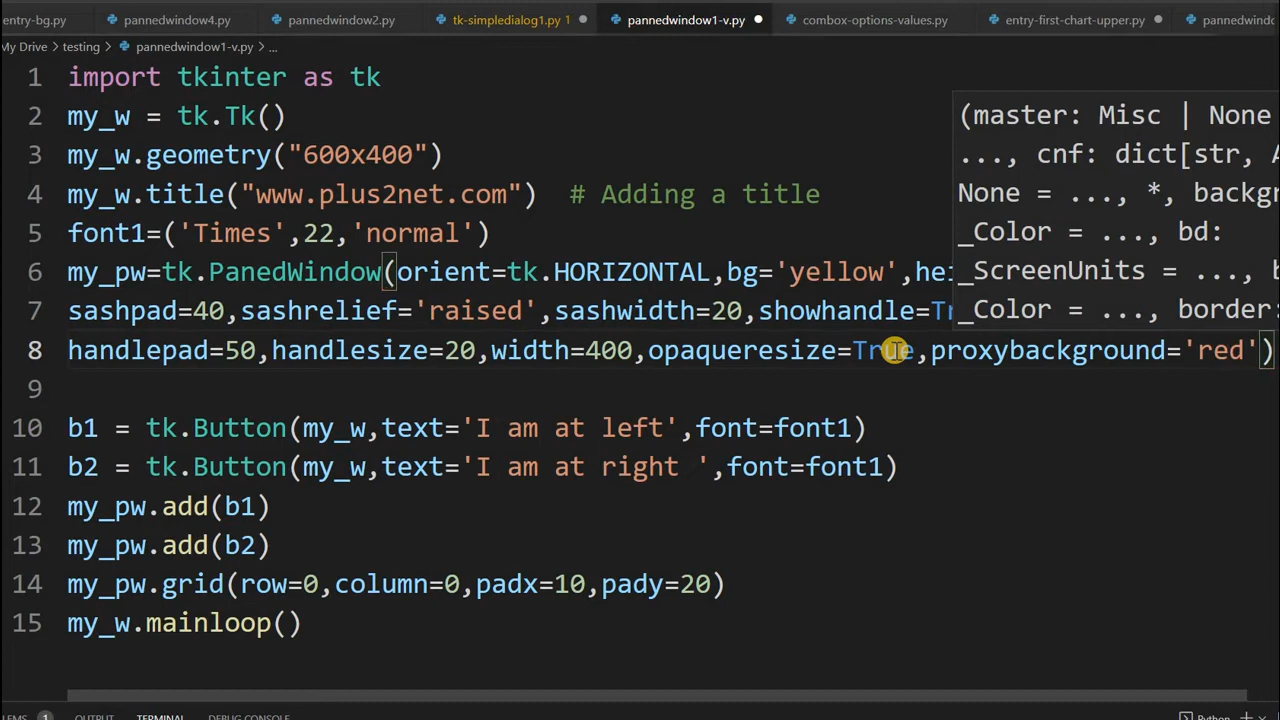 entry-bg.py pannedwindow4.py pannedwindow2.py tk-simpledialog1.py 1 pannedwindow1-v.py combox-options-values.py entry-first-chart-upper.py pannedwindo
My Drive > testing > pannedwindow1-v.py > ...
1 import tkinter as tk
2 my_w = tk.Tk()
3 my_w.geometry("600x400")
4 my_w.title("www.plus2net.com")  # Adding a title
5 font1=('Times',22,'normal')
6 my_pw=tk.PanedWindow(orient=tk.HORIZONTAL,bg='yellow',hei
7 sashpad=40,sashrelief='raised',sashwidth=20,showhandle=Tr
8 handlepad=50,handlesize=20,width=400,opaqueresize=True,proxybackground='red')
9
10 b1 = tk.Button(my_w,text='I am at left',font=font1)
11 b2 = tk.Button(my_w,text='I am at right ',font=font1)
12 my_pw.add(b1)
13 my_pw.add(b2)
14 my_pw.grid(row=0,column=0,padx=10,pady=20)
15 my_w.mainloop()
(master: Misc | None
..., cnf: dict[str, A
None = ..., *, backgr
_Color = ..., bd:
_ScreenUnits = ..., b
_Color = ..., border:
LEMS 1 OUTPUT TERMINAL DEBUG CONSOLE Python